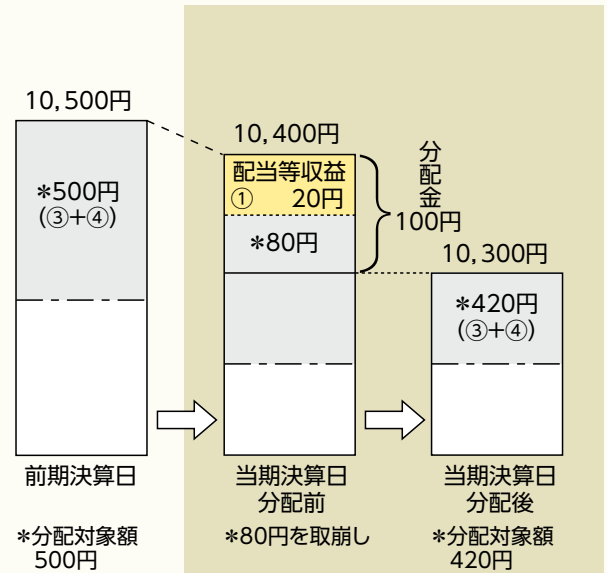 10,500円
*500円
(③+④)
前期決算日
*分配対象額
500円
10,400円
配当等収益
① 20円
*80円
分配金
100円
当期決算日
分配前
*80円を取崩し
10,300円
*420円
(③+④)
当期決算日
分配後
*分配対象額
420円